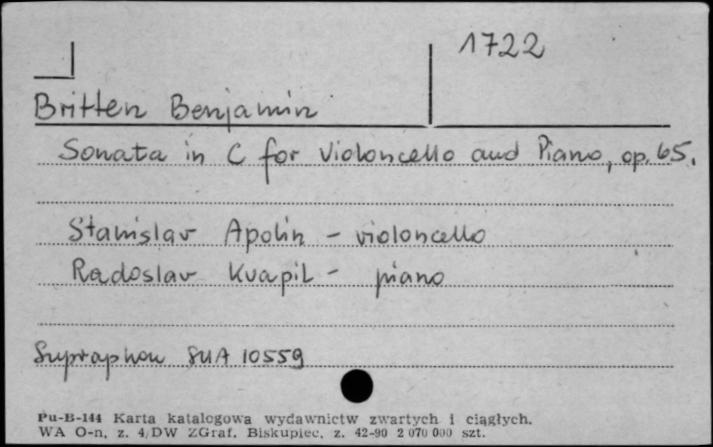 1722
Britten Benjamin
Sonata in C for Violoncello and Piano, op. 65.
Stanislav Apolin - violoncello
Radoslav Kvapil - piano
Supraphon SUA 10559
Pu-B-144 Karta katalogowa wydawnictw zwartych i ciągłych.
WA O-n, z. 4/DW ZGraf. Biskupiec, z. 42-90 2 070 000 szt.